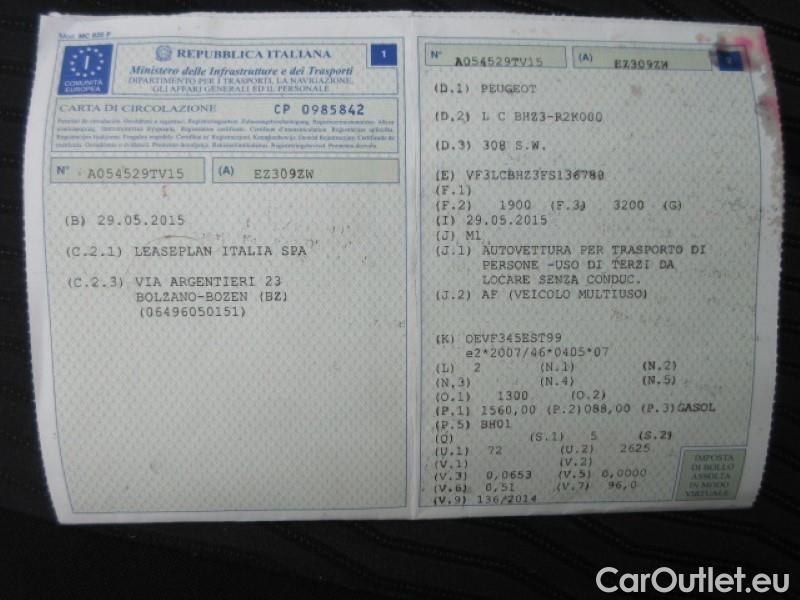 Mod. MC 820 F
REPUBBLICA ITALIANA
1
Ministero delle Infrastrutture e dei Trasporti
DIPARTIMENTO PER I TRASPORTI, LA NAVIGAZIONE,
GLI AFFARI GENERALI ED IL PERSONALE
I
COMUNITÀ
EUROPEA
CARTA DI CIRCOLAZIONE CP 0985842
N° A054529TV15 (A) EZ309ZW
(B) 29.05.2015
(C.2.1) LEASEPLAN ITALIA SPA
(C.2.3) VIA ARGENTIERI 23
BOLZANO-BOZEN (BZ)
(06496050151)
N° A054529TV15 (A) EZ309ZW
2
(D.1) PEUGEOT
(D.2) L C BHZ3-R2K000
(D.3) 308 S.W.
(E) VF3LCBHZ3FS136780
(F.1)
(F.2) 1900 (F.3) 3200 (G)
(I) 29.05.2015
(J) M1
(J.1) AUTOVETTURA PER TRASPORTO DI
PERSONE -USO DI TERZI DA
LOCARE SENZA CONDUC.
(J.2) AF (VEICOLO MULTIUSO)
(K) OEVF345EST99
e2*2007/46*0405*07
(L) 2 (N.1) (N.2)
(N,3) (N.4) (N.5)
(O.1) 1300 (O.2)
(P.1) 1560,00 (P.2)088,00 (P.3)GASOL
(P.5) BH01
(Q) (S.1) 5 (S.2)
(U.1) 72 (U.2) 2625
(V.1) (V.2)
(V.3) 0,0653 (V.5) 0,0000
(V.6) 0,51 (V.7) 96,0
(V.9) 136/2014
IMPOSTA
DI BOLLO
ASSOLTA
IN MODO
VIRTUALE
CarOutlet.eu